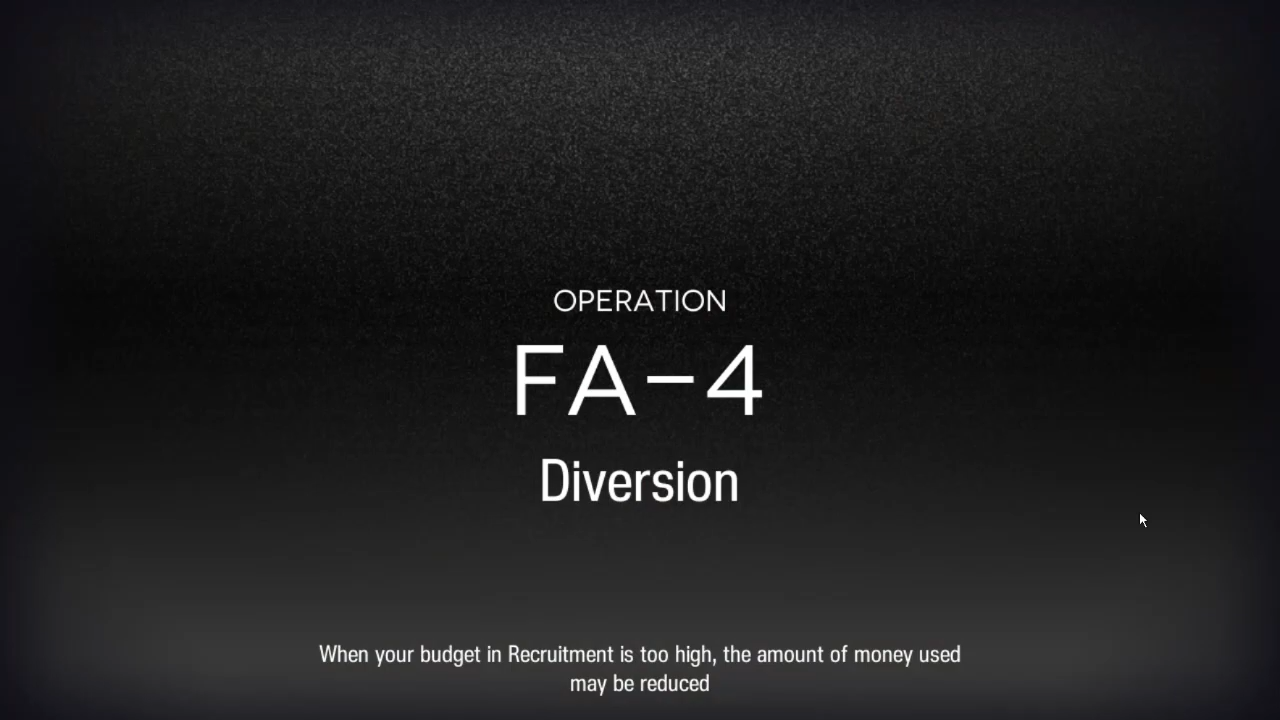 OPERATION
FA-4
Diversion
When your budget in Recruitment is too high, the amount of money used
may be reduced